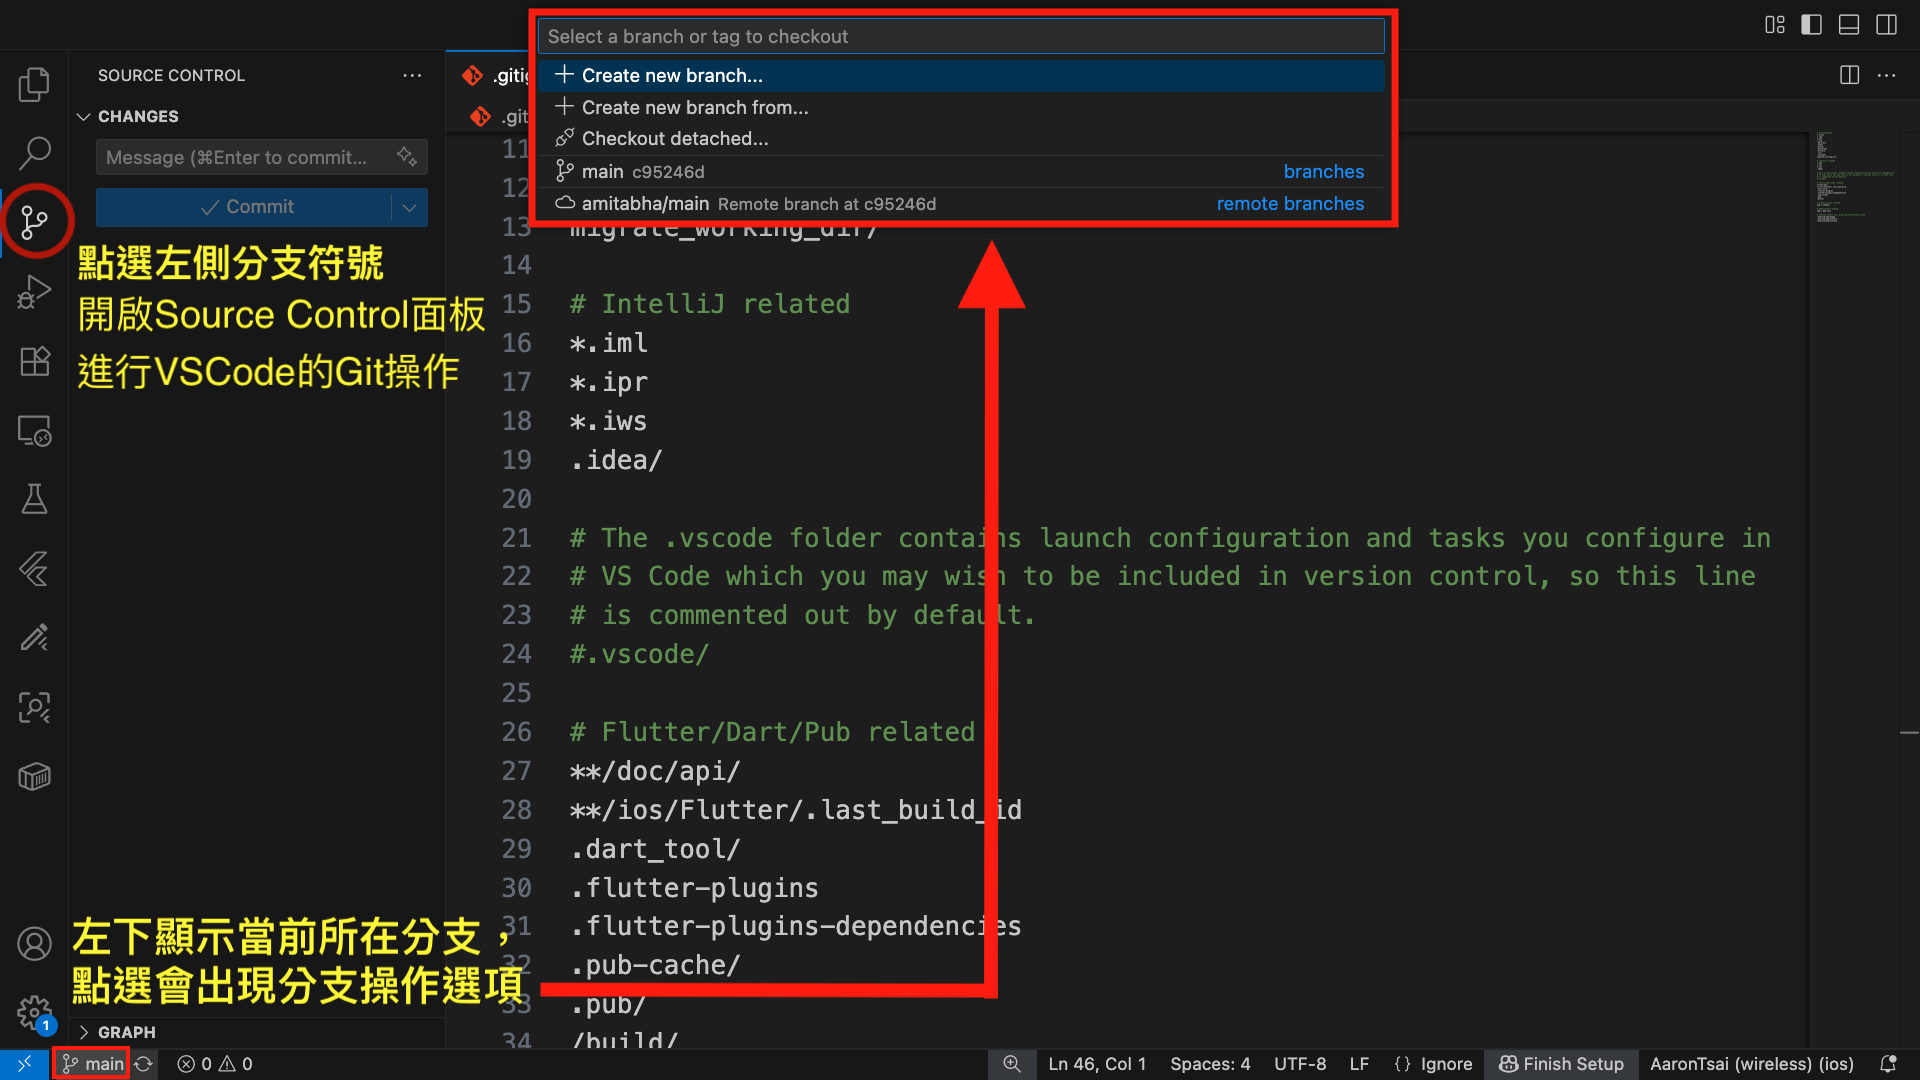 Select a branch or tag to checkout
Create new branch...
Create new branch from...
Checkout detached...
main c95246d branches
amitabha/main Remote branch at c95246d remote branches
SOURCE CONTROL
CHANGES
Message (⌘Enter to commit...
Commit
點選左側分支符號
開啟Source Control面板
進行VSCode的Git操作
左下顯示當前所在分支，
點選會出現分支操作選項
GRAPH
.gitig
.git
11
12
13 migrate_working_dir/
14
15 # IntelliJ related
16 *.iml
17 *.ipr
18 *.iws
19 .idea/
20
21 # The .vscode folder contains launch configuration and tasks you configure in
22 # VS Code which you may wish to be included in version control, so this line
23 # is commented out by default.
24 #.vscode/
25
26 # Flutter/Dart/Pub related
27 **/doc/api/
28 **/ios/Flutter/.last_build_id
29 .dart_tool/
30 .flutter-plugins
31 .flutter-plugins-dependencies
32 .pub-cache/
33 .pub/
34 /build/
1
main 0 0 Ln 46, Col 1 Spaces: 4 UTF-8 LF {} Ignore Finish Setup AaronTsai (wireless) (ios)